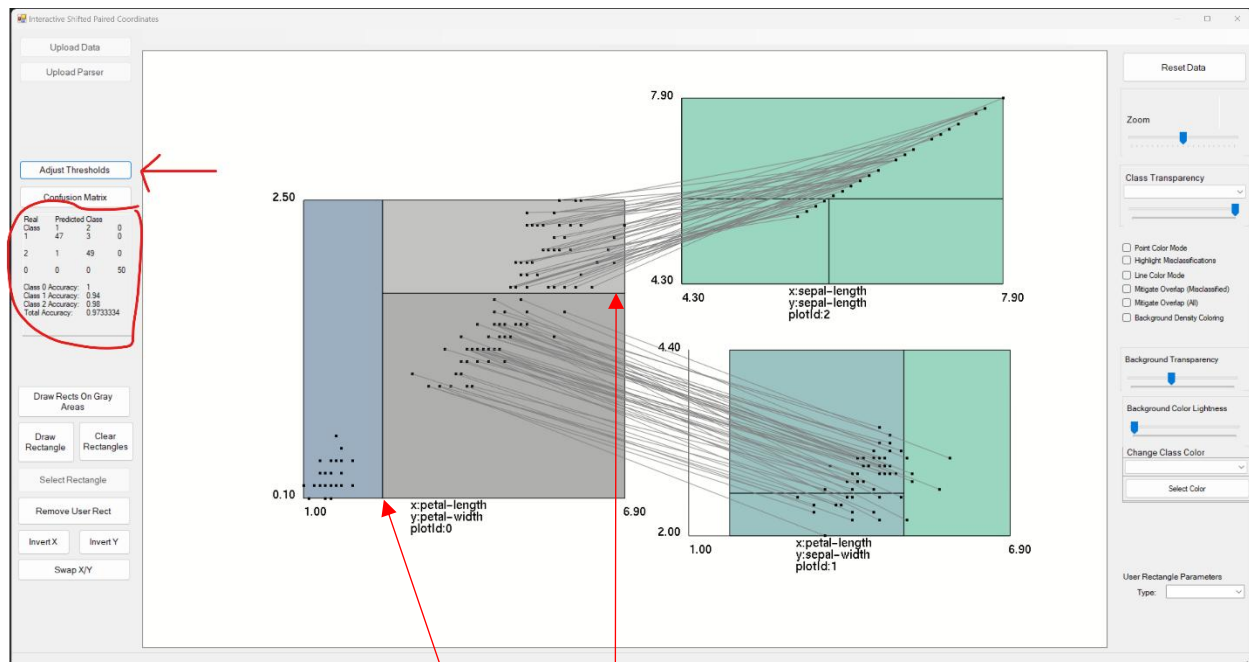 Interactive Shifted Paired Coordinates
Upload Data
Upload Parser
Adjust Thresholds
Confusion Matrix
Real Predicted Class
Class 1 2 0
1 47 3 0
2 1 49 0
0 0 0 50
Class 0 Accuracy: 1
Class 1 Accuracy: 0.94
Class 2 Accuracy: 0.98
Total Accuracy: 0.9733334
Draw Rects On Gray
Areas
Draw
Rectangle
Clear
Rectangles
Select Rectangle
Remove User Rect
Invert X
Invert Y
Swap X/Y
2.50
0.10
1.00
6.90
x:petal-length
y:petal-width
plotId:0
7.90
4.30
4.30
7.90
x:sepal-length
y:sepal-length
plotId:2
4.40
2.00
1.00
6.90
x:petal-length
y:sepal-width
plotId:1
Reset Data
Zoom
Class Transparency
Point Color Mode
Highlight Misclassifications
Line Color Mode
Mitigate Overlap (Misclassified)
Mitigate Overlap (All)
Background Density Coloring
Background Transparency
Background Color Lightness
Change Class Color
Select Color
User Rectangle Parameters
Type: